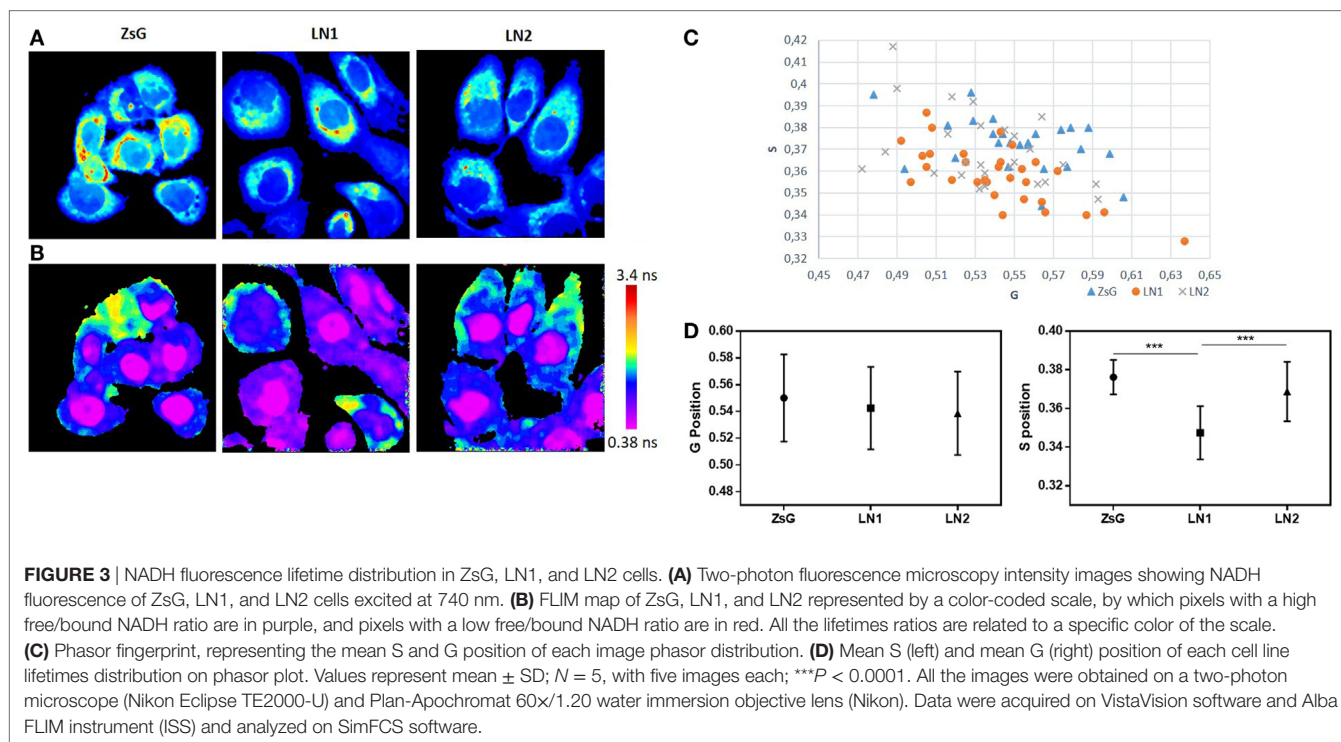 A
ZsG
LN1
LN2
B
3.4 ns
0.38 ns
C
0,42
0,41
0,4
0,39
0,38
0,37
0,36
0,35
0,34
0,33
0,32
S
0,45 0,47 0,49 0,51 0,53 0,55 0,57 0,59 0,61 0,63 0,65
G
ZsG LN1 LN2
D
0.60
0.58
0.56
0.54
0.52
0.50
0.48
G Position
ZsG LN1 LN2
0.40
0.38
0.36
0.34
0.32
S position
*** ***
ZsG LN1 LN2
FIGURE 3 | NADH fluorescence lifetime distribution in ZsG, LN1, and LN2 cells. (A) Two-photon fluorescence microscopy intensity images showing NADH
fluorescence of ZsG, LN1, and LN2 cells excited at 740 nm. (B) FLIM map of ZsG, LN1, and LN2 represented by a color-coded scale, by which pixels with a high
free/bound NADH ratio are in purple, and pixels with a low free/bound NADH ratio are in red. All the lifetimes ratios are related to a specific color of the scale.
(C) Phasor fingerprint, representing the mean S and G position of each image phasor distribution. (D) Mean S (left) and mean G (right) position of each cell line
lifetimes distribution on phasor plot. Values represent mean ± SD; N = 5, with five images each; ***P < 0.0001. All the images were obtained on a two-photon
microscope (Nikon Eclipse TE2000-U) and Plan-Apochromat 60×/1.20 water immersion objective lens (Nikon). Data were acquired on VistaVision software and Alba
FLIM instrument (ISS) and analyzed on SimFCS software.